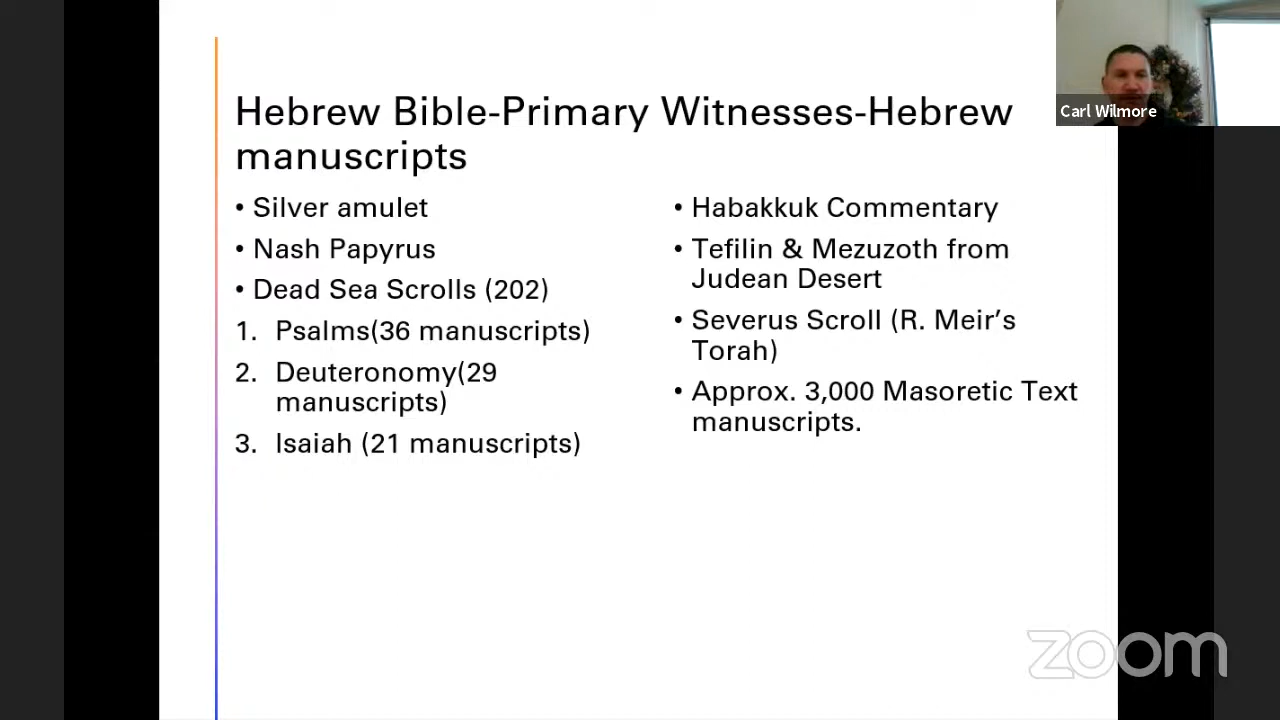 Hebrew Bible-Primary Witnesses-Hebrew
manuscripts
• Silver amulet
• Nash Papyrus
• Dead Sea Scrolls (202)
1. Psalms(36 manuscripts)
2. Deuteronomy(29
manuscripts)
3. Isaiah (21 manuscripts)
• Habakkuk Commentary
• Tefilin & Mezuzoth from
Judean Desert
• Severus Scroll (R. Meir's
Torah)
• Approx. 3,000 Masoretic Text
manuscripts.
Carl Wilmore
zoom